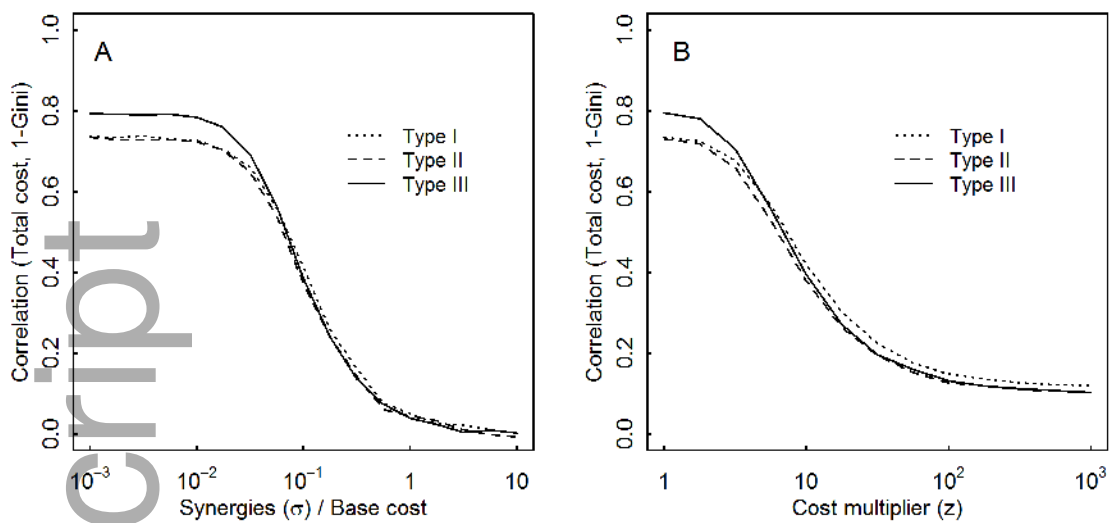 A
Correlation (Total cost, 1-Gini)
1.0
0.8
0.6
0.4
0.2
0.0
Type I
Type II
Type III
10⁻³ 10⁻² 10⁻¹ 1 10
Synergies (σ) / Base cost
B
Correlation (Total cost, 1-Gini)
1.0
0.8
0.6
0.4
0.2
0.0
Type I
Type II
Type III
1 10 10² 10³
Cost multiplier (z)
cript